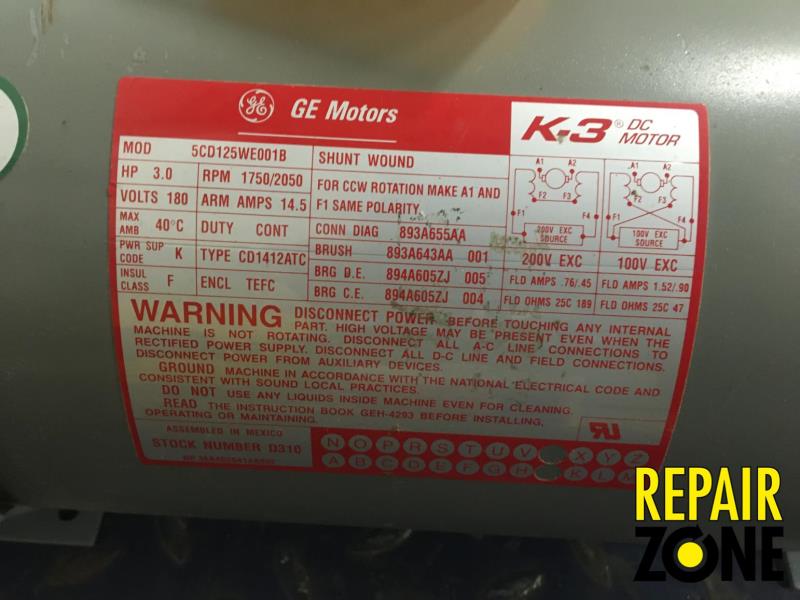 GE GE Motors
K-3® DC MOTOR
MOD 5CD125WE001B
HP 3.0 RPM 1750/2050
VOLTS 180 ARM AMPS 14.5
MAX AMB 40°C DUTY CONT
PWR SUP CODE K TYPE CD1412ATC
INSUL CLASS F ENCL TEFC
SHUNT WOUND
FOR CCW ROTATION MAKE A1 AND
F1 SAME POLARITY
CONN DIAG 893A655AA
BRUSH 893A643AA 001
BRG D.E. 894A605ZJ 005
BRG C.E. 894A605ZJ 004
A1 A2
F2 F3
F1 F4
200V EXC
SOURCE
200V EXC
FLD AMPS .76/.45
FLD OHMS 25C 189
A1 A2
F2 F3
F1 F4
100V EXC
SOURCE
100V EXC
FLD AMPS 1.52/.90
FLD OHMS 25C 47
WARNING DISCONNECT POWER BEFORE TOUCHING ANY INTERNAL
PART. HIGH VOLTAGE MAY BE PRESENT EVEN WHEN THE
MACHINE IS NOT ROTATING. DISCONNECT ALL A-C LINE CONNECTIONS TO
RECTIFIED POWER SUPPLY. DISCONNECT ALL D-C LINE AND FIELD CONNECTIONS.
DISCONNECT POWER FROM AUXILIARY DEVICES.
GROUND MACHINE IN ACCORDANCE WITH THE NATIONAL ELECTRICAL CODE AND
CONSISTENT WITH SOUND LOCAL PRACTICES.
DO NOT USE ANY LIQUIDS INSIDE MACHINE EVEN FOR CLEANING.
READ THE INSTRUCTION BOOK GEH-4293 BEFORE INSTALLING,
OPERATING OR MAINTAINING.
ASSEMBLED IN MEXICO
STOCK NUMBER D310
N O P R S T U V X Y Z
A B C D E F G H K L M
REPAIR
ZONE